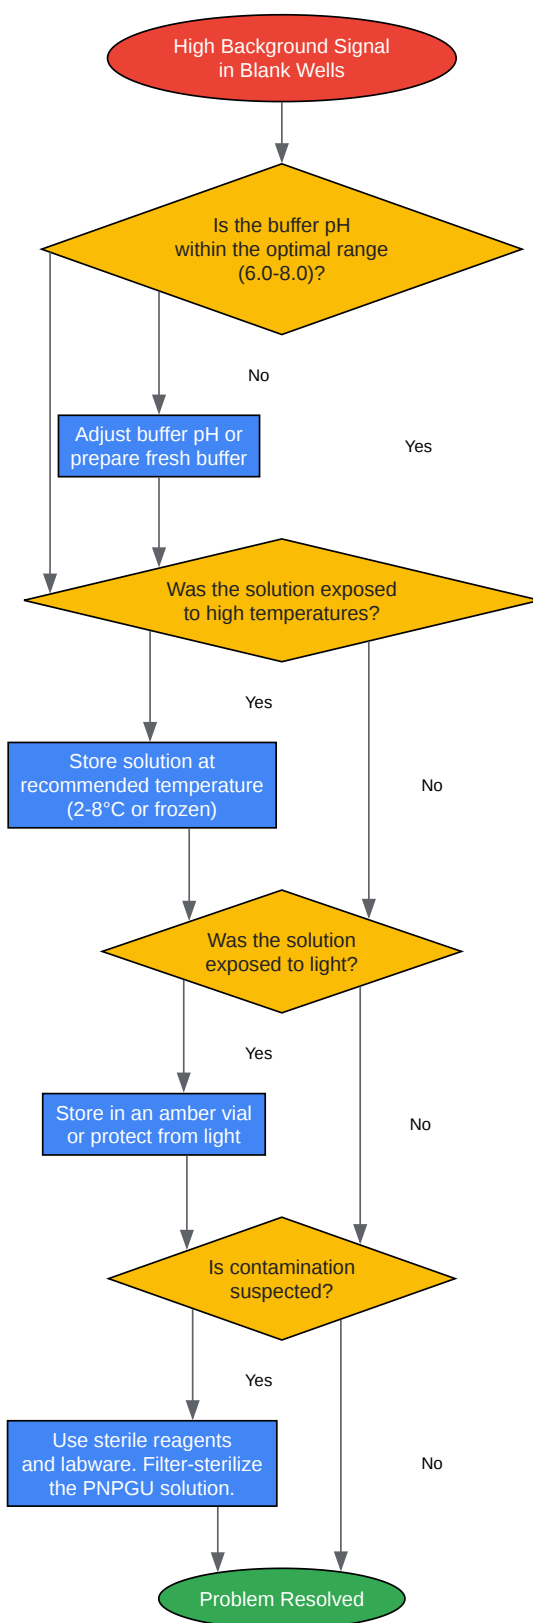 High Background Signal
in Blank Wells
Is the buffer pH
within the optimal range
(6.0-8.0)?
No
Adjust buffer pH or
prepare fresh buffer
Yes
Was the solution exposed
to high temperatures?
Yes
Store solution at
recommended temperature
(2-8°C or frozen)
No
Was the solution
exposed to light?
Yes
Store in an amber vial
or protect from light
No
Is contamination
suspected?
Yes
Use sterile reagents
and labware. Filter-sterilize
the PNPGU solution.
No
Problem Resolved